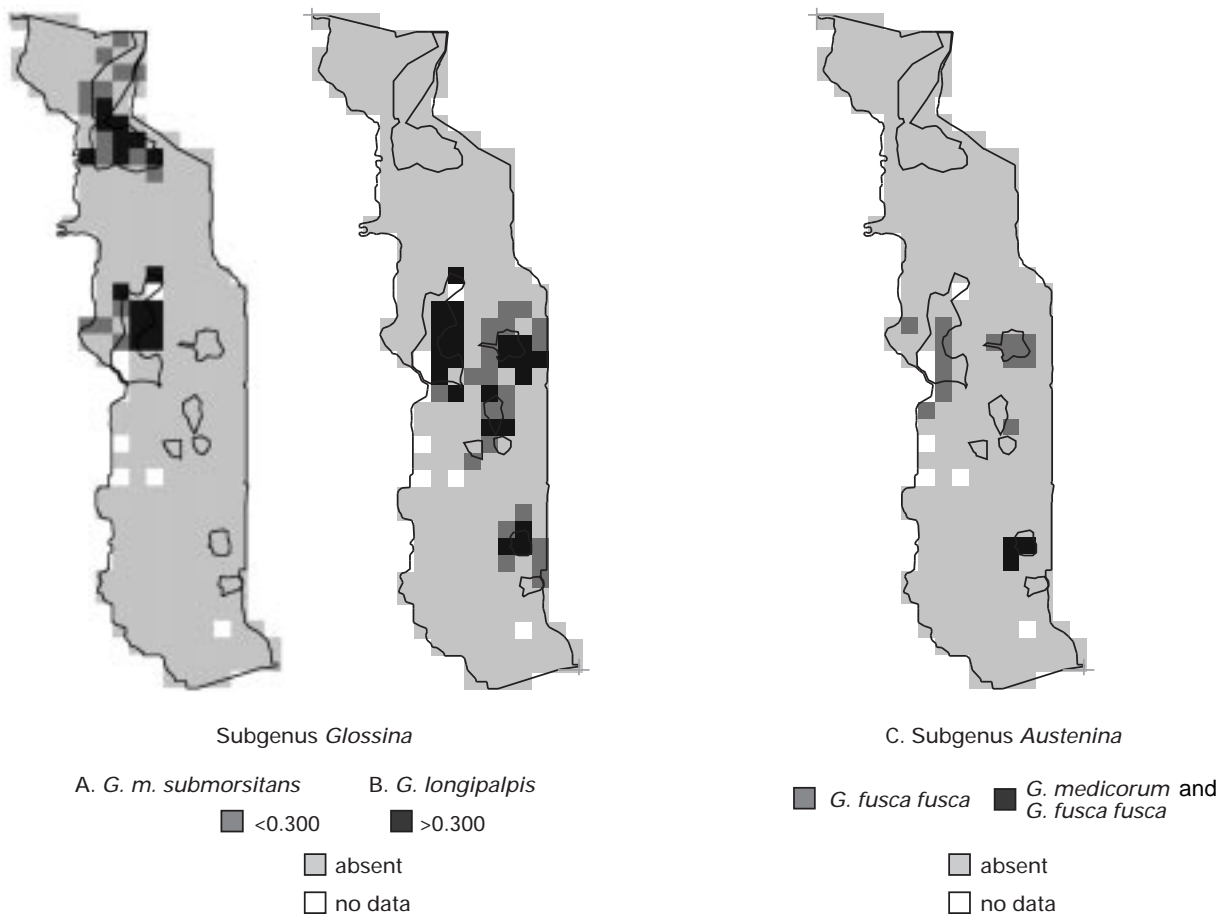 Subgenus Glossina
A. G. m. submorsitans
B. G. longipalpis
<0.300
>0.300
absent
no data
C. Subgenus Austenina
G. fusca fusca
G. medicorum and
G. fusca fusca
absent
no data